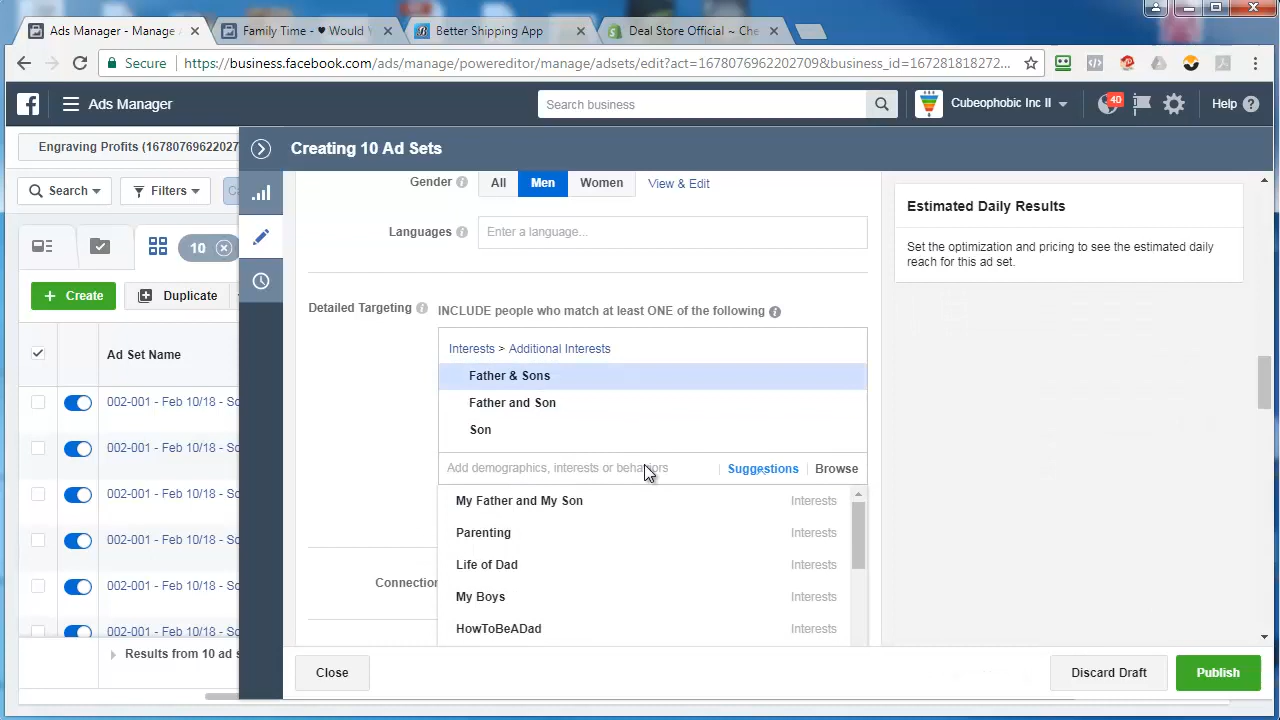 Ads Manager - Manage
Family Time - ♥ Would
Better Shipping App
Deal Store Official ~ Che
Secure
https://business.facebook.com/ads/manage/powereditor/manage/adsets/edit?act=1678076962202709&business_id=167281818272...
Ads Manager
Search business
Cubeophobic Inc II
40
Help
Engraving Profits (16780769622027
Creating 10 Ad Sets
Search
Filters
Gender
All
Men
Women
View & Edit
Estimated Daily Results
Set the optimization and pricing to see the estimated daily
reach for this ad set.
Languages
Enter a language...
10
Create
Duplicate
Detailed Targeting
INCLUDE people who match at least ONE of the following
Interests > Additional Interests
Father & Sons
Father and Son
Son
Add demographics, interests or behaviors
Suggestions
Browse
My Father and My Son Interests
Parenting Interests
Life of Dad Interests
My Boys Interests
HowToBeADad Interests
Ad Set Name
002-001 - Feb 10/18 - Sc
002-001 - Feb 10/18 - Sc
002-001 - Feb 10/18 - Sc
002-001 - Feb 10/18 - Sc
002-001 - Feb 10/18 - Sc
002-001 - Feb 10/18 - Sc
Connection
Results from 10 ad s
Close
Discard Draft
Publish